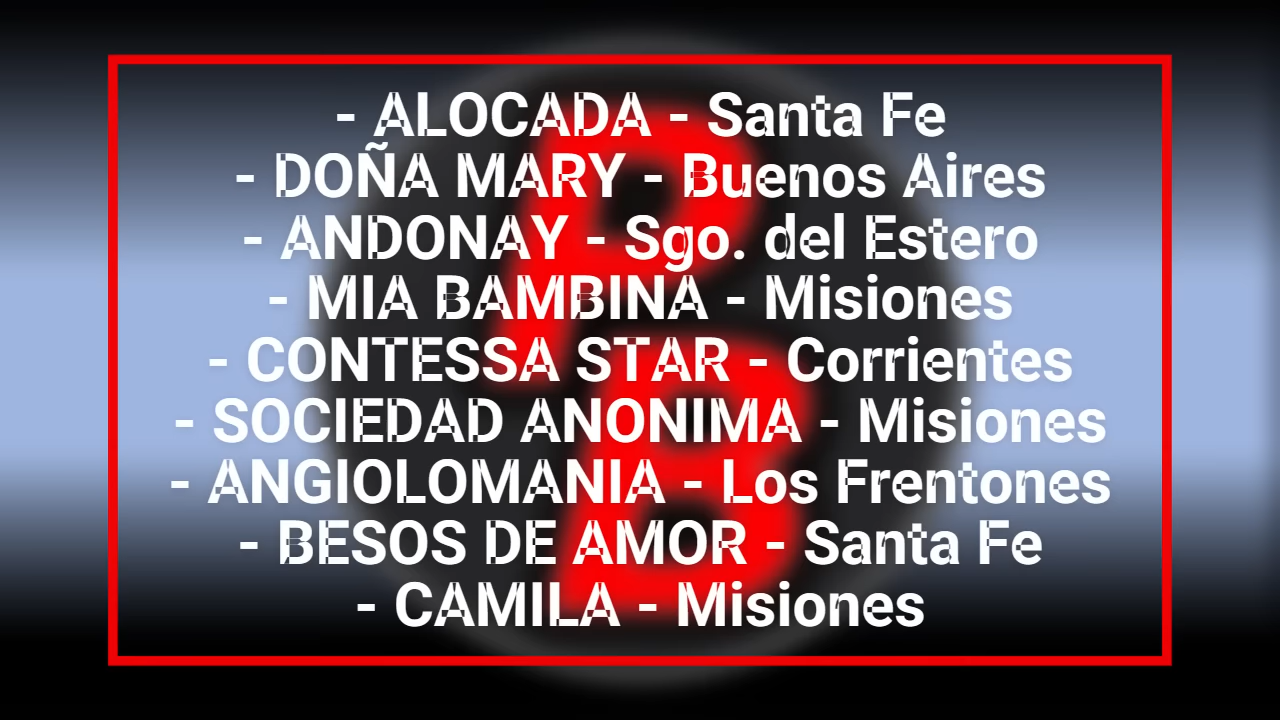 - ALOCADA - Santa Fe
- DOÑA MARY - Buenos Aires
- ANDONAY - Sgo. del Estero
- MIA BAMBINA - Misiones
- CONTESSA STAR - Corrientes
- SOCIEDAD ANONIMA - Misiones
- ANGIOLOMANIA - Los Frentones
- BESOS DE AMOR - Santa Fe
- CAMILA - Misiones